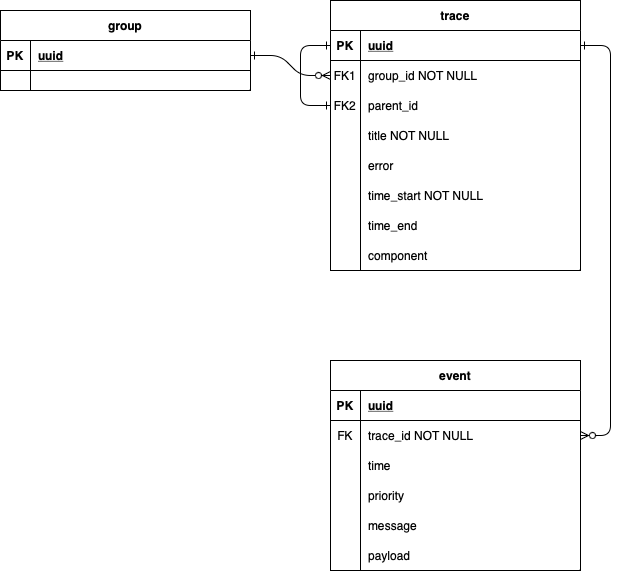 group
PK uuid
trace
PK uuid
FK1 group_id NOT NULL
FK2 parent_id
title NOT NULL
error
time_start NOT NULL
time_end
component
event
PK uuid
FK trace_id NOT NULL
time
priority
message
payload